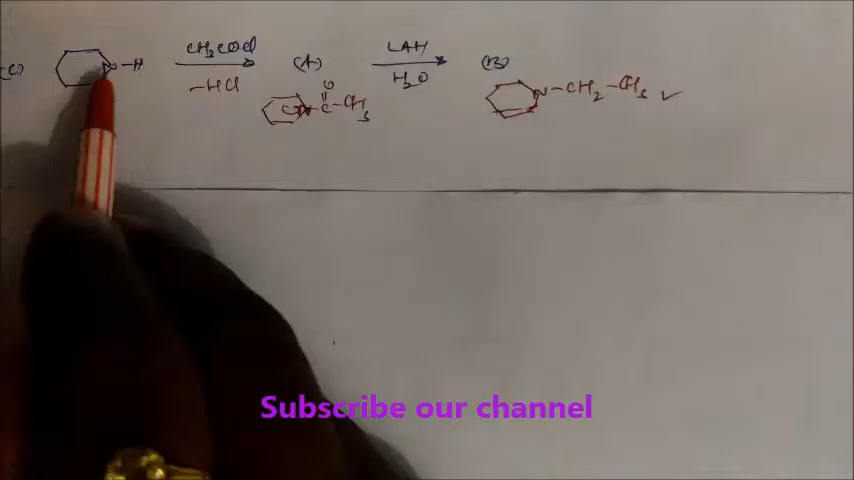 (C) N-H CH3COCl (A) LAH (B)
-HCl H2O
O
N-C-CH3 N-CH2-CH3 ✓
Subscribe our channel